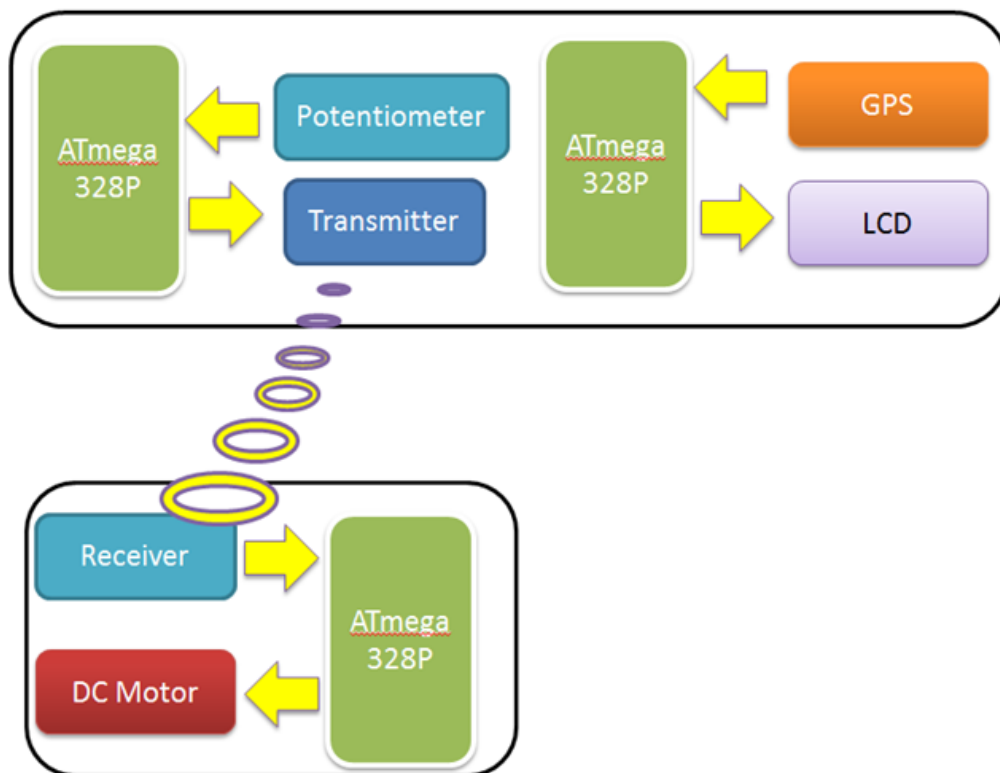 ATmega
328P
Potentiometer
Transmitter
ATmega
328P
GPS
LCD
Receiver
DC Motor
ATmega
328P